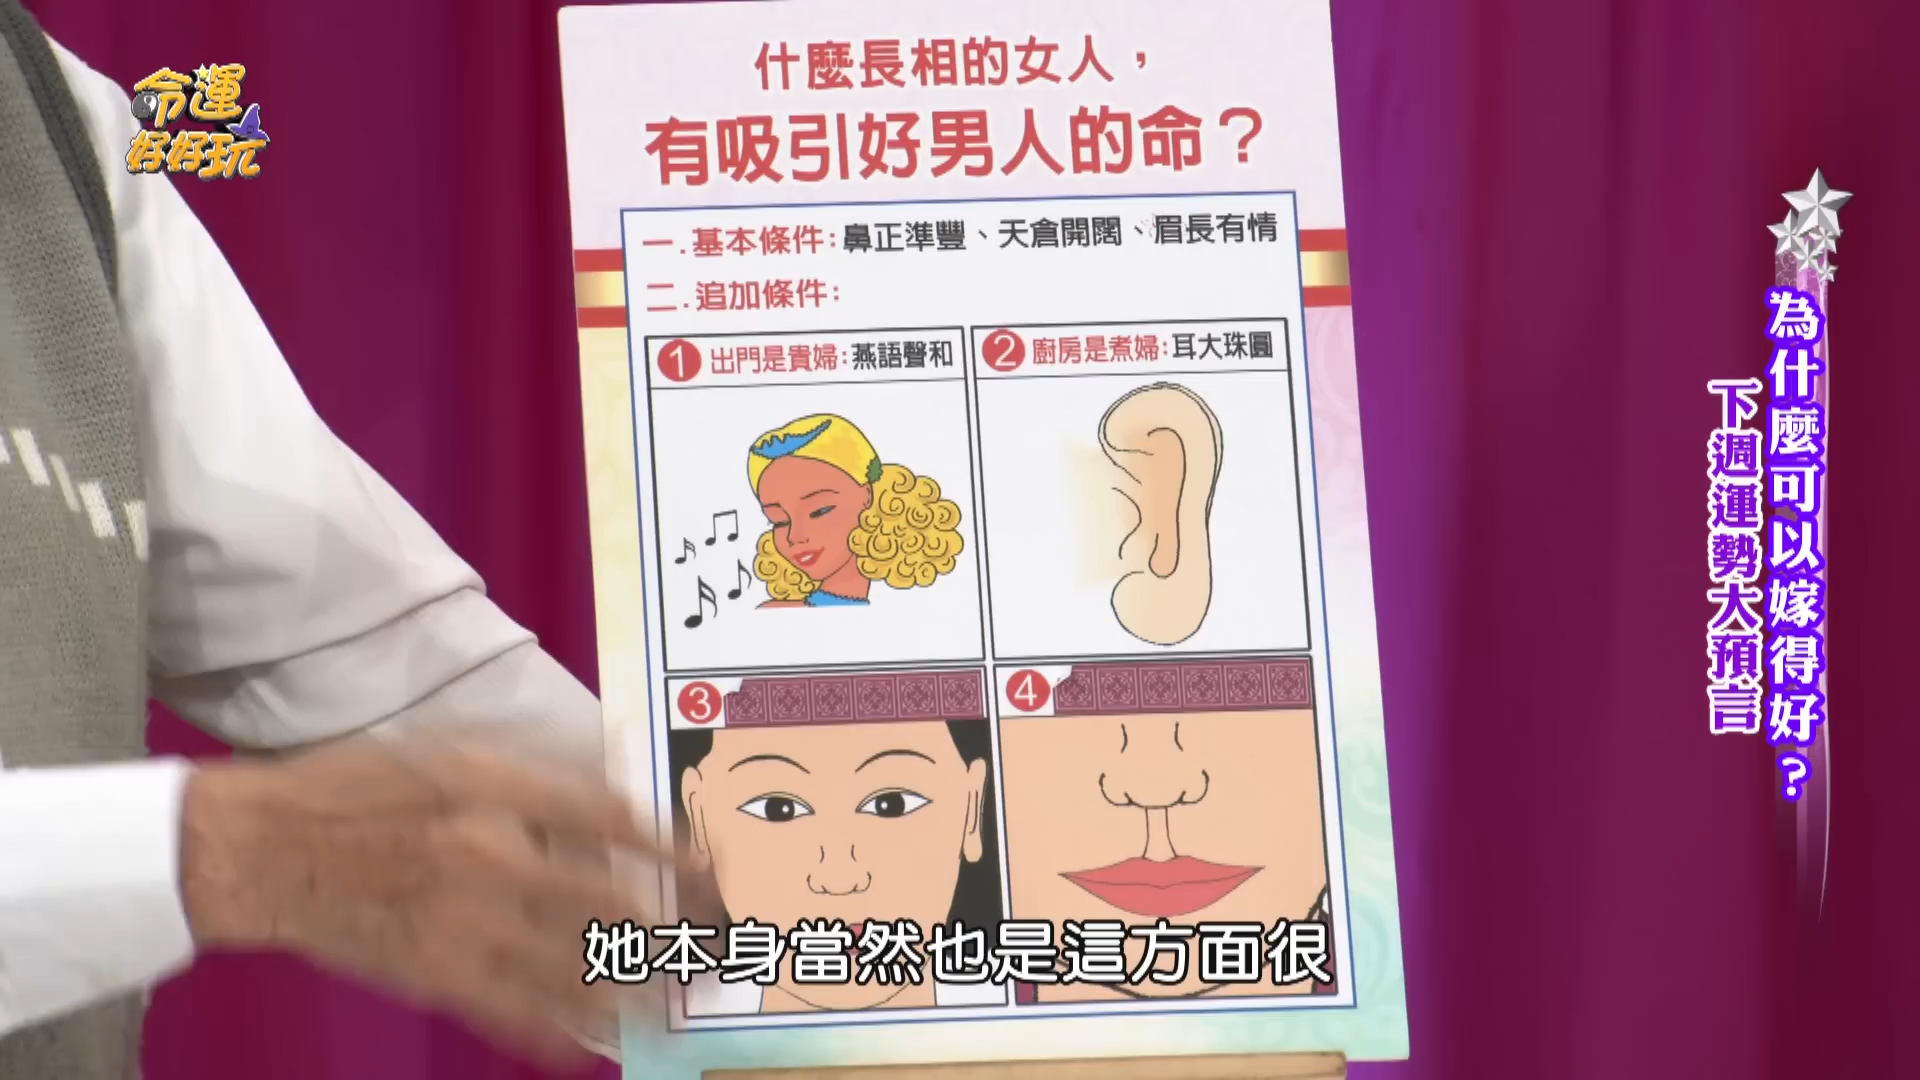 命運
好好玩
什麼長相的女人，
有吸引好男人的命？
一.基本條件:鼻正準豐、天倉開闊、眉長有情
二.追加條件:
1 出門是貴婦:燕語聲和
2 廚房是煮婦:耳大珠圓
3
4
為什麼可以嫁得好?
下週運勢大預言
她本身當然也是這方面很